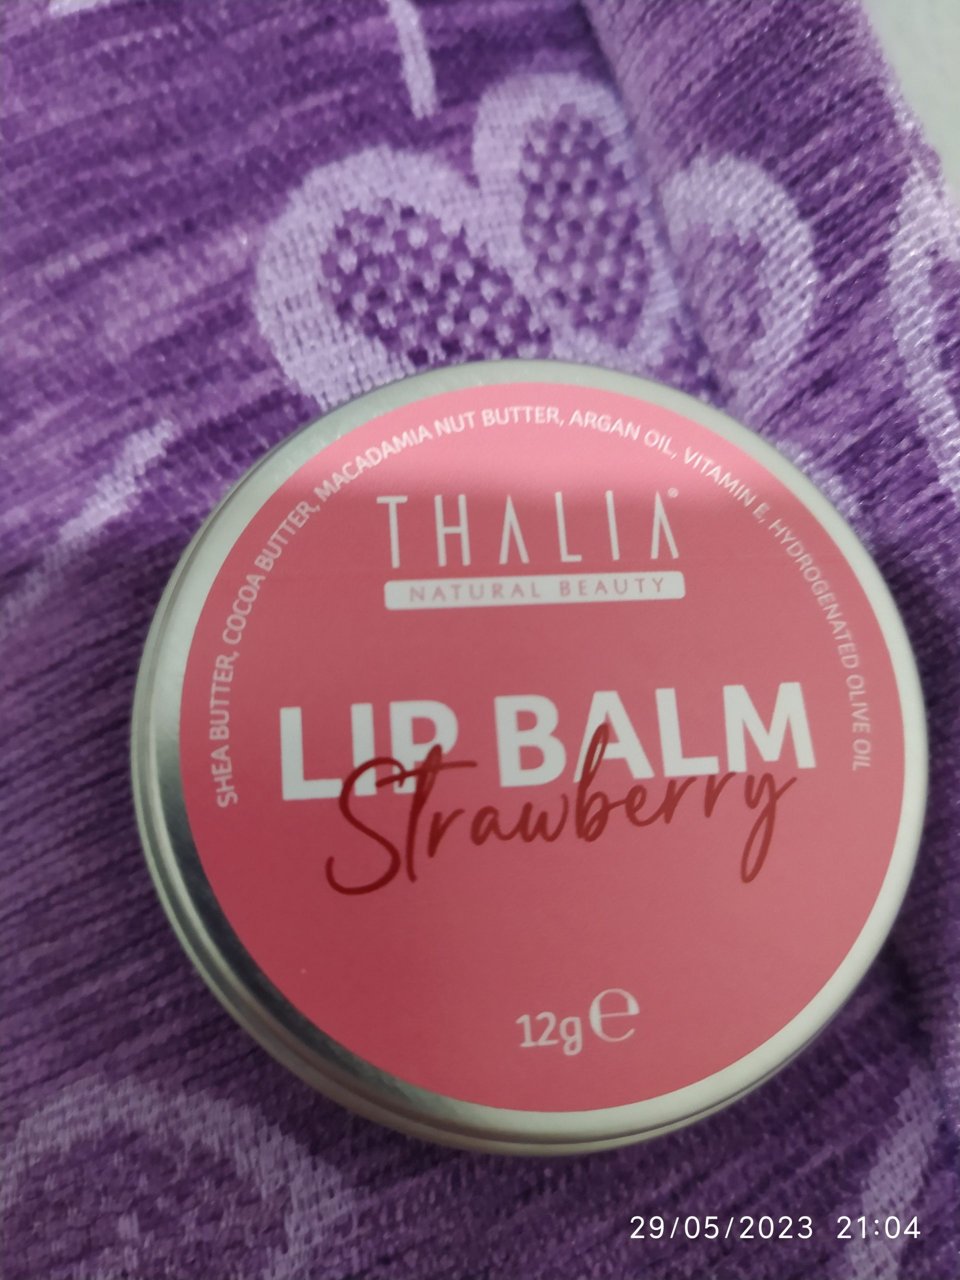 SHEA BUTTER, COCOA BUTTER, MACADAMIA NUT BUTTER, ARGAN OIL, VITAMIN E, HYDROGENATED OLIVE OIL
THALIA®
NATURAL BEAUTY
LIP BALM
Strawberry
12g℮
29/05/2023 21:04